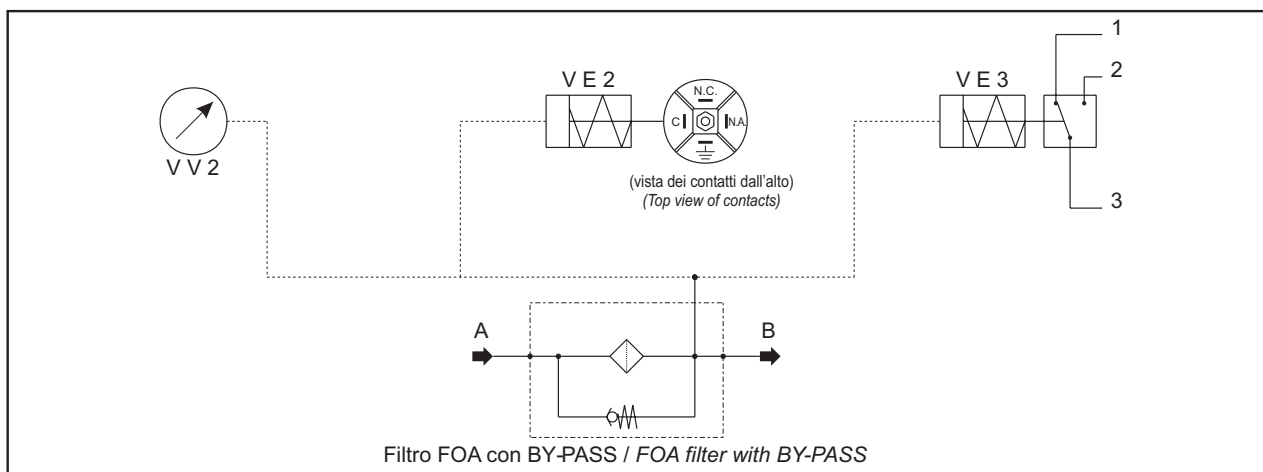 1
V E 2
N.C.
V E 3
2
C
N.A.
V V 2
(vista dei contatti dall'alto)
(Top view of contacts)
3
A
B
Filtro FOA con BY-PASS / FOA filter with BY-PASS